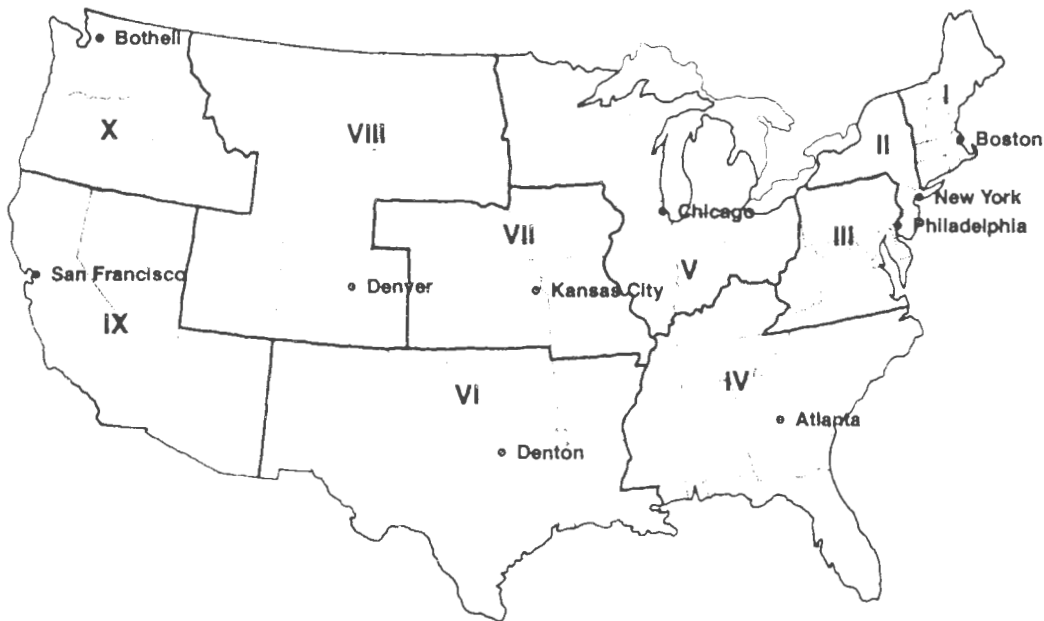 Bothell
I
X
VIII
II
Boston
New York
Chicago
VII
III
Philadelphia
San Francisco
V
Denver
Kansas City
IX
IV
VI
Atlanta
Denton